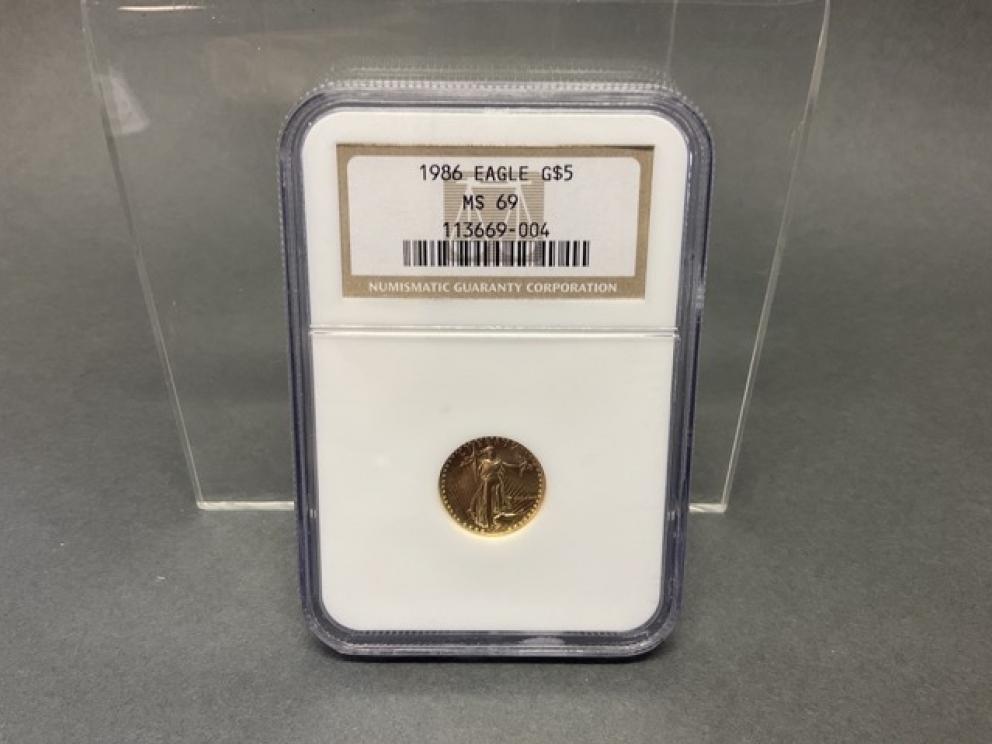 1986 EAGLE G$5
MS 69
113669-004
NUMISMATIC GUARANTY CORPORATION